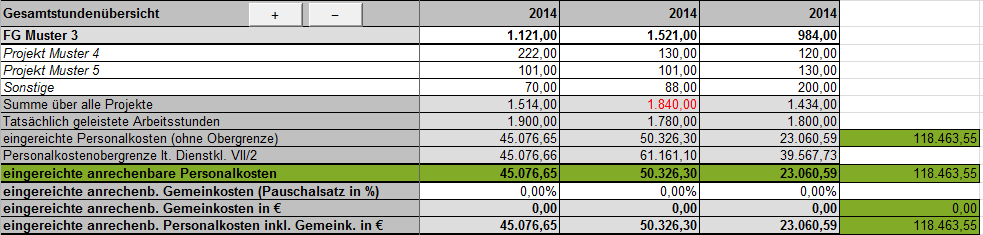 Gesamtstundenübersicht + − 2014 2014 2014
FG Muster 3 1.121,00 1.521,00 984,00
Projekt Muster 4 222,00 130,00 120,00
Projekt Muster 5 101,00 101,00 130,00
Sonstige 70,00 88,00 200,00
Summe über alle Projekte 1.514,00 1.840,00 1.434,00
Tatsächlich geleistete Arbeitsstunden 1.900,00 1.780,00 1.800,00
eingereichte Personalkosten (ohne Obergrenze) 45.076,65 50.326,30 23.060,59 118.463,55
Personalkostenobergrenze lt. Dienstkl. VII/2 45.076,66 61.161,10 39.567,73
eingereichte anrechenbare Personalkosten 45.076,65 50.326,30 23.060,59 118.463,55
eingereichte anrechenb. Gemeinkosten (Pauschalsatz in %) 0,00% 0,00% 0,00%
eingereichte anrechenb. Gemeinkosten in € 0,00 0,00 0,00 0,00
eingereichte anrechenb. Personalkosten inkl. Gemeink. in € 45.076,65 50.326,30 23.060,59 118.463,55